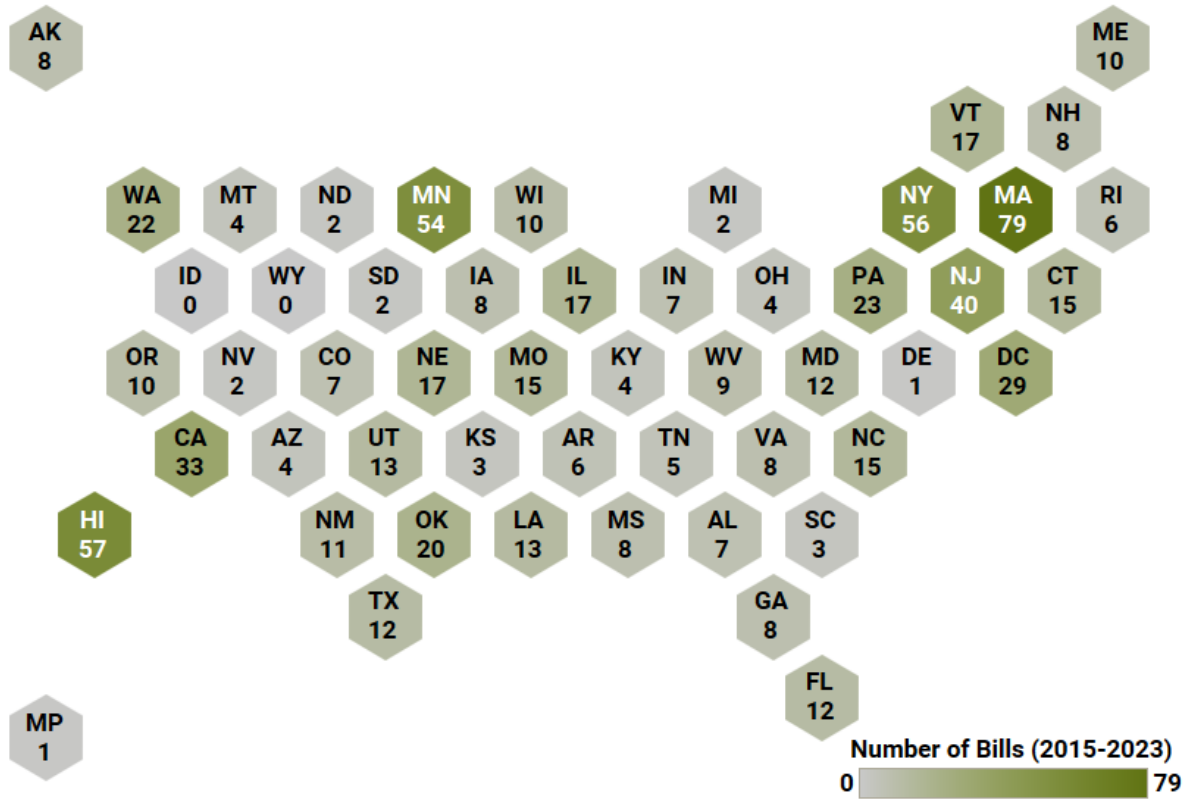 AK
8
ME
10
VT
17
NH
8
WA
22
MT
4
ND
2
MN
54
WI
10
MI
2
NY
56
MA
79
RI
6
ID
0
WY
0
SD
2
IA
8
IL
17
IN
7
OH
4
PA
23
NJ
40
CT
15
OR
10
NV
2
CO
7
NE
17
MO
15
KY
4
WV
9
MD
12
DE
1
DC
29
CA
33
AZ
4
UT
13
KS
3
AR
6
TN
5
VA
8
NC
15
HI
57
NM
11
OK
20
LA
13
MS
8
AL
7
SC
3
TX
12
GA
8
FL
12
MP
1
Number of Bills (2015-2023)
0 79